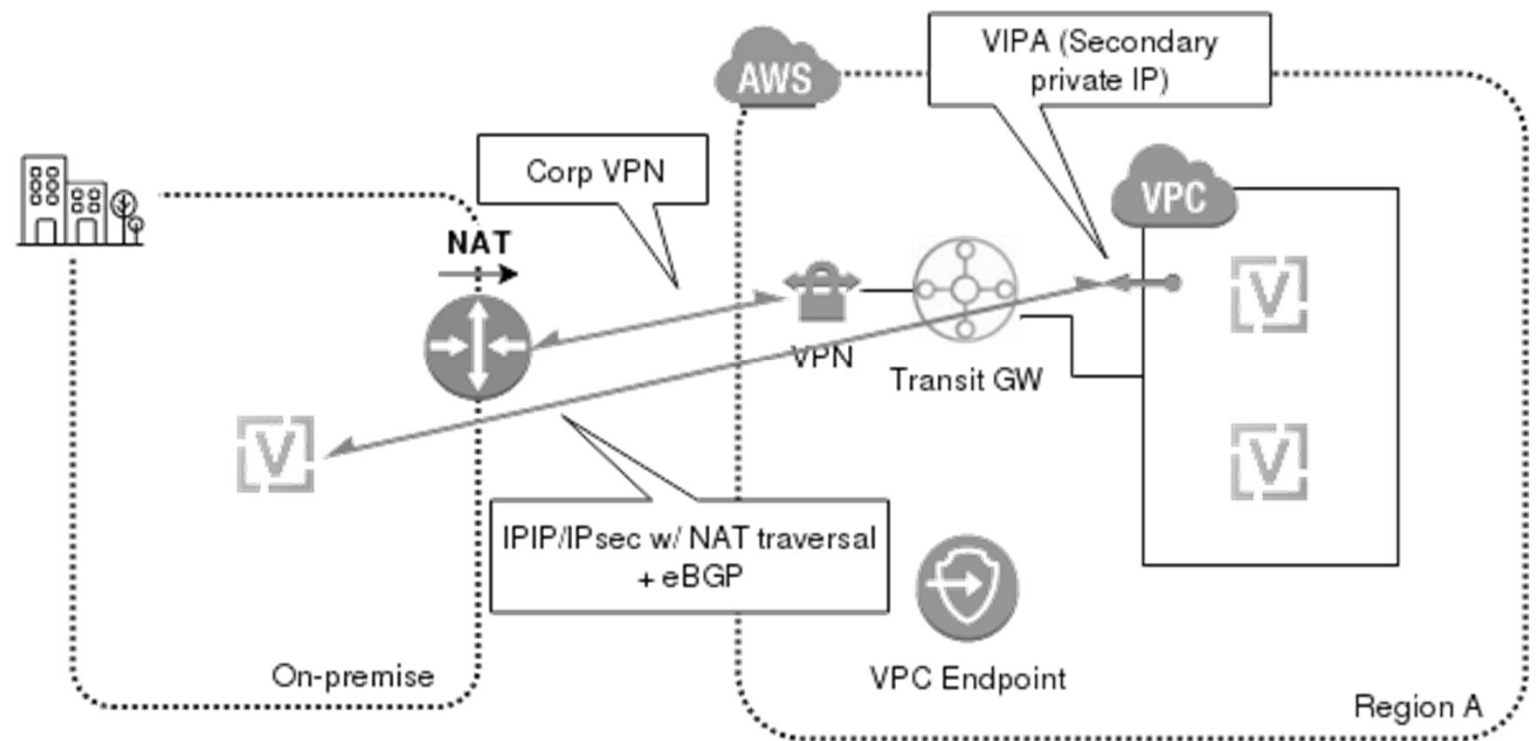 VIPA (Secondary
private IP)
AWS
Corp VPN
VPC
NAT
VPN
Transit GW
V
V
V
IPIP/IPsec w/ NAT traversal
+ eBGP
VPC Endpoint
On-premise
Region A